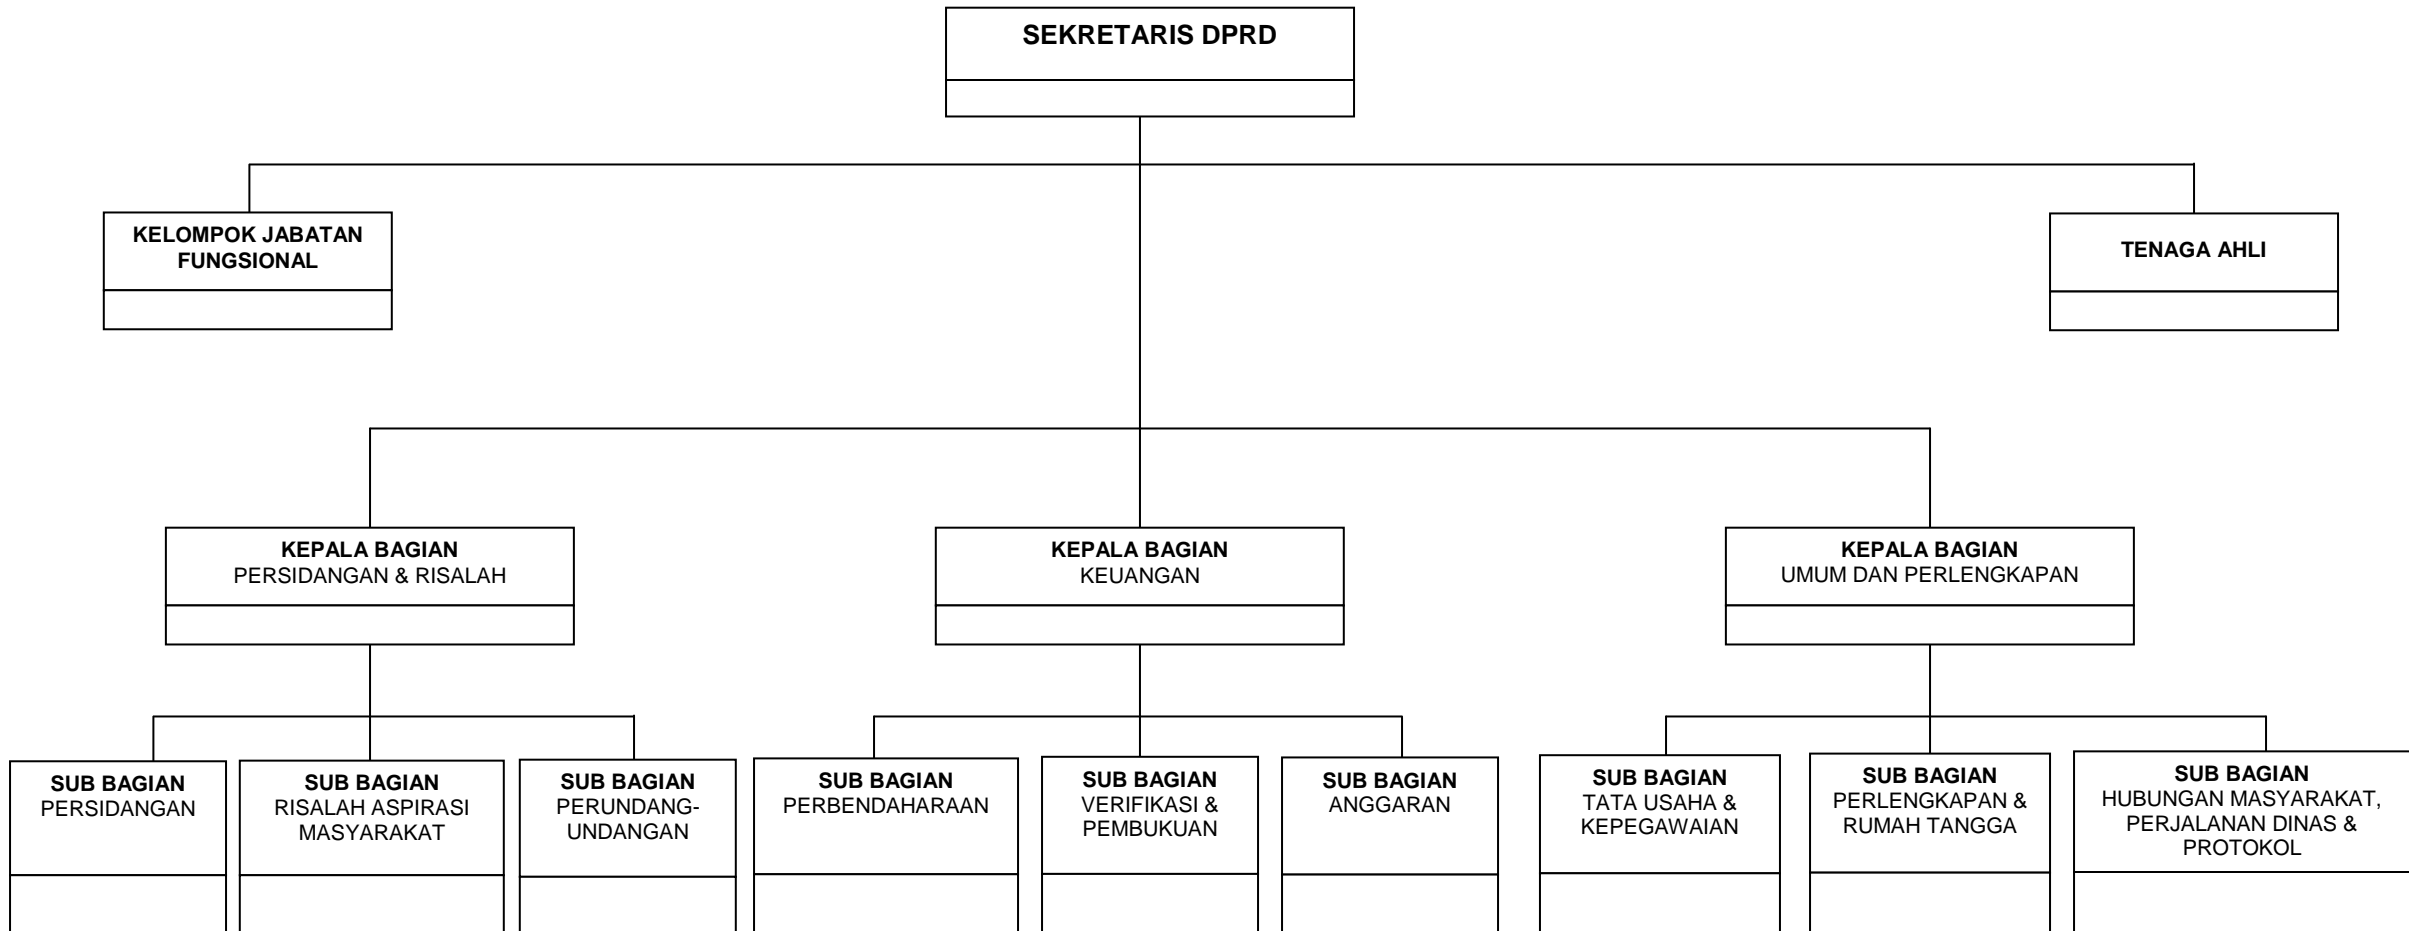 SEKRETARIS DPRD
KELOMPOK JABATAN
FUNGSIONAL
TENAGA AHLI
KEPALA BAGIAN
PERSIDANGAN & RISALAH
KEPALA BAGIAN
KEUANGAN
KEPALA BAGIAN
UMUM DAN PERLENGKAPAN
SUB BAGIAN
PERSIDANGAN
SUB BAGIAN
RISALAH ASPIRASI
MASYARAKAT
SUB BAGIAN
PERUNDANG-
UNDANGAN
SUB BAGIAN
PERBENDAHARAAN
SUB BAGIAN
VERIFIKASI &
PEMBUKUAN
SUB BAGIAN
ANGGARAN
SUB BAGIAN
TATA USAHA &
KEPEGAWAIAN
SUB BAGIAN
PERLENGKAPAN &
RUMAH TANGGA
SUB BAGIAN
HUBUNGAN MASYARAKAT,
PERJALANAN DINAS &
PROTOKOL